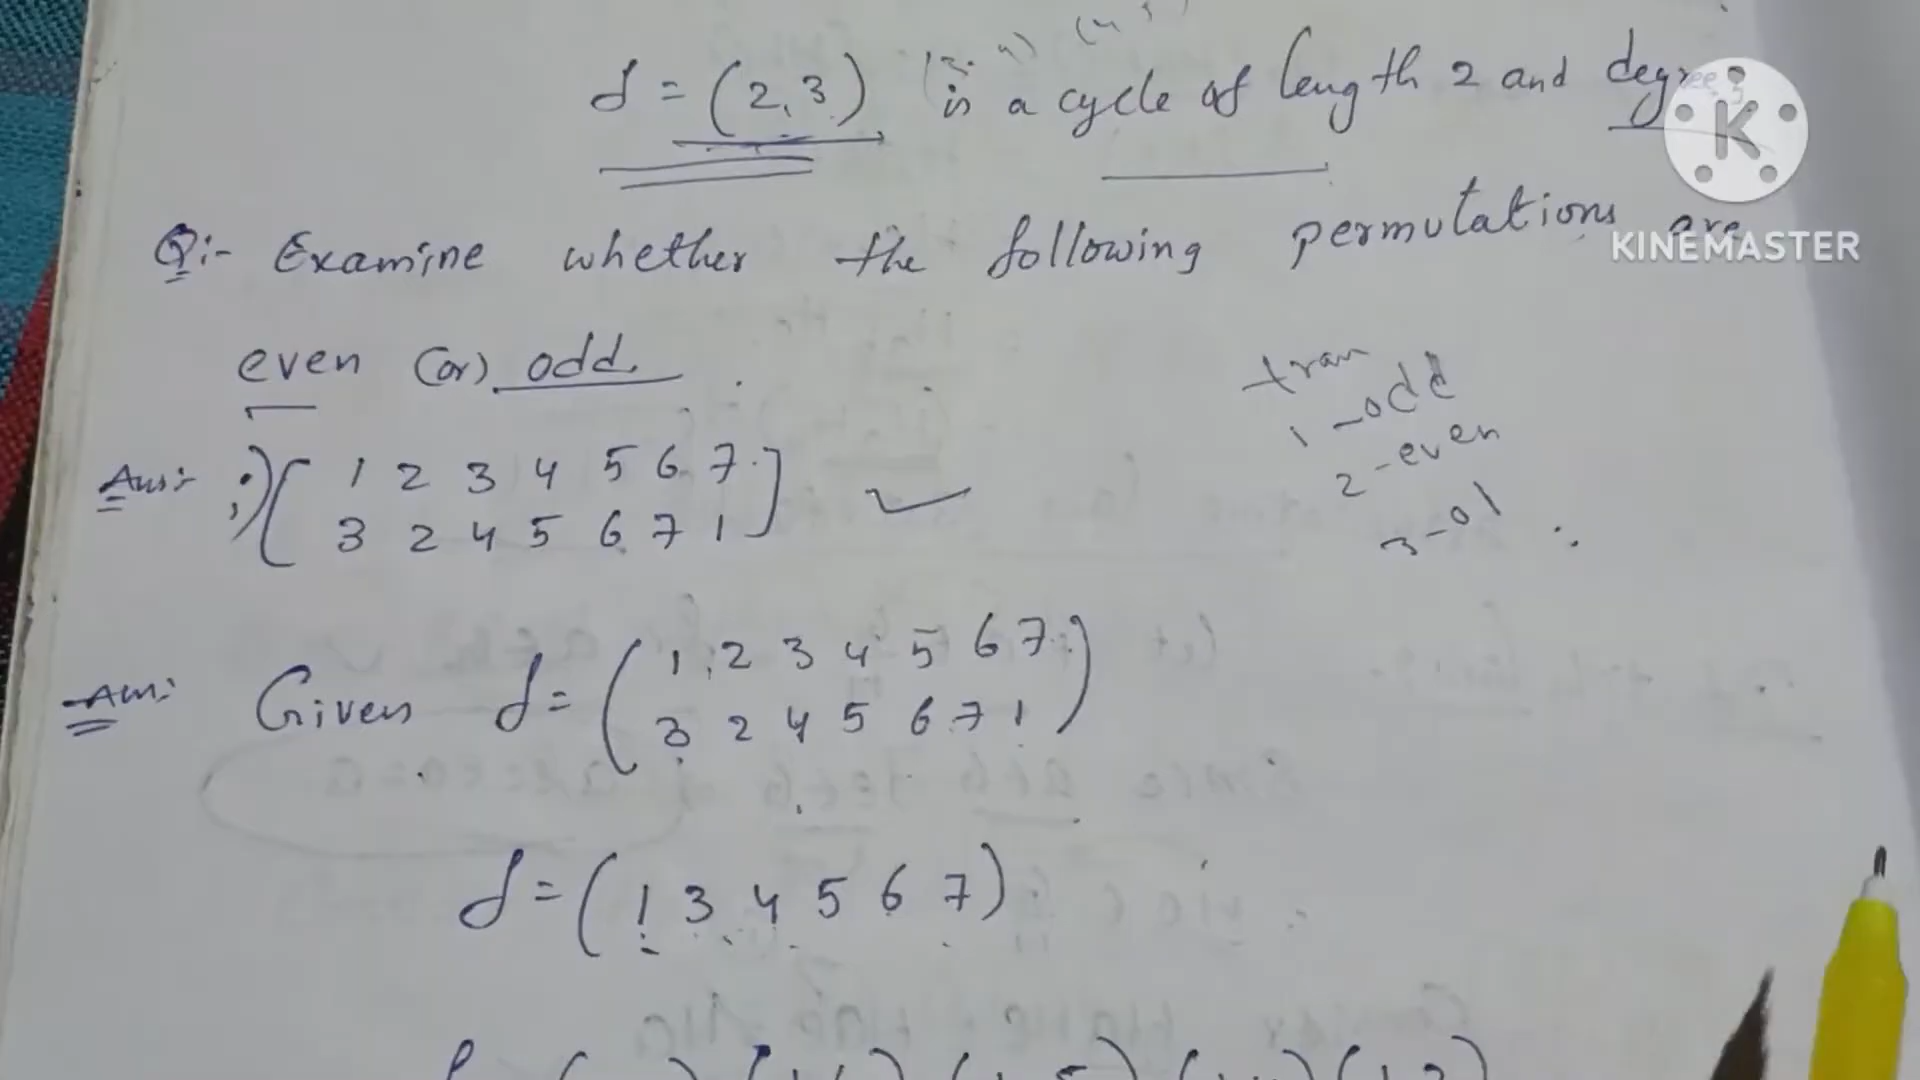 f = (2, 3) is a cycle of length 2 and degree
KINEMASTER
Q:- Examine whether the following permutations are
even (or) odd.
tran
1 - odd
2 - even
Ans:- i) [ 1 2 3 4 5 6 7 ]
3 2 4 5 6 7 1
Ans: Given f = ( 1 2 3 4 5 6 7 )
3 2 4 5 6 7 1
f = (1 3 4 5 6 7)